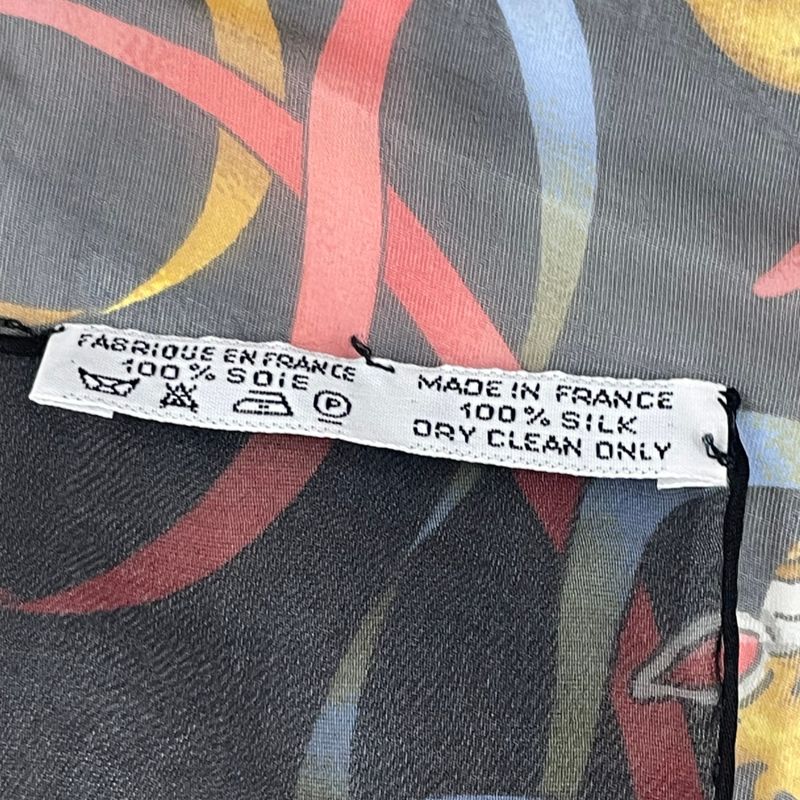 FABRIQUE EN FRANCE
100% SOIE
P
MADE IN FRANCE
100% SILK
DRY CLEAN ONLY